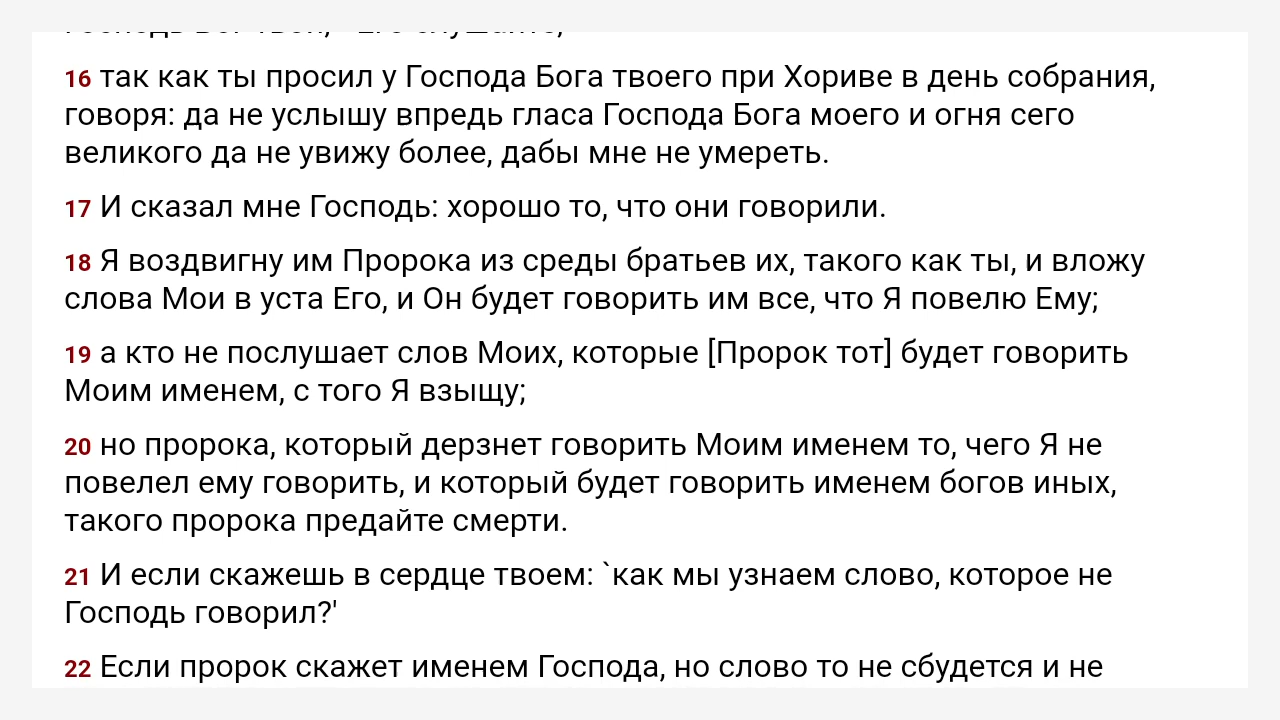 16 так как ты просил у Господа Бога твоего при Хориве в день собрания,
говоря: да не услышу впредь гласа Господа Бога моего и огня сего
великого да не увижу более, дабы мне не умереть.
17 И сказал мне Господь: хорошо то, что они говорили.
18 Я воздвигну им Пророка из среды братьев их, такого как ты, и вложу
слова Мои в уста Его, и Он будет говорить им все, что Я повелю Ему;
19 а кто не послушает слов Моих, которые [Пророк тот] будет говорить
Моим именем, с того Я взыщу;
20 но пророка, который дерзнет говорить Моим именем то, чего Я не
повелел ему говорить, и который будет говорить именем богов иных,
такого пророка предайте смерти.
21 И если скажешь в сердце твоем: `как мы узнаем слово, которое не
Господь говорил?'
22 Если пророк скажет именем Господа, но слово то не сбудется и не